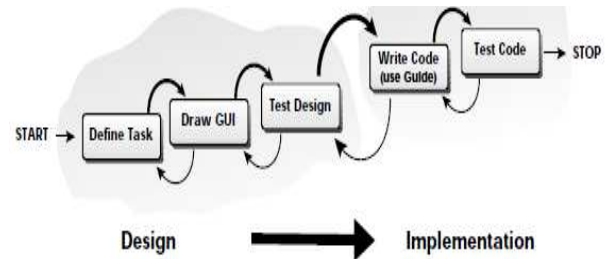 START
Define Task
Draw GUI
Test Design
Write Code
(use Guide)
Test Code
STOP
Design
Implementation